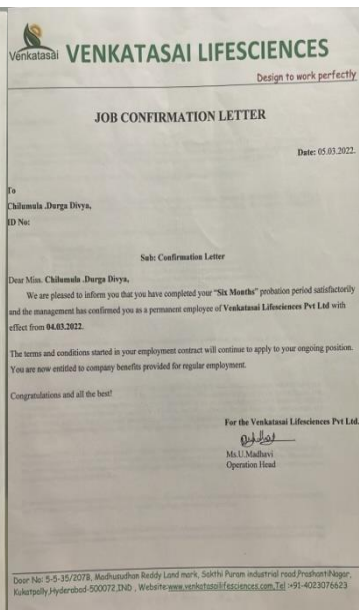 Venkatasai
VENKATASAI LIFESCIENCES
Design to work perfectly
JOB CONFIRMATION LETTER
Date: 05.03.2022.
To
Chilumula .Durga Divya,
ID No:
Sub: Confirmation Letter
Dear Miss. Chilumula .Durga Divya,
We are pleased to inform you that you have completed your "Six Months" probation period satisfactorily
and the management has confirmed you as a permanent employee of Venkatasai Lifesciences Pvt Ltd with
effect from 04.03.2022.
The terms and conditions started in your employment contract will continue to apply to your ongoing position.
You are now entitled to company benefits provided for regular employment.
Congratulations and all the best!
For the Venkatasai Lifesciences Pvt Ltd.
Ms.U.Madhavi
Operation Head
Door No: 5-5-35/207B, Madhusudhan Reddy Land mark, Sakthi Puram industrial road,PrashantiNagar,
Kukatpally,Hyderabad-500072,IND , Website:www.venkatasailifesciences.com,Tel :+91-4023076623